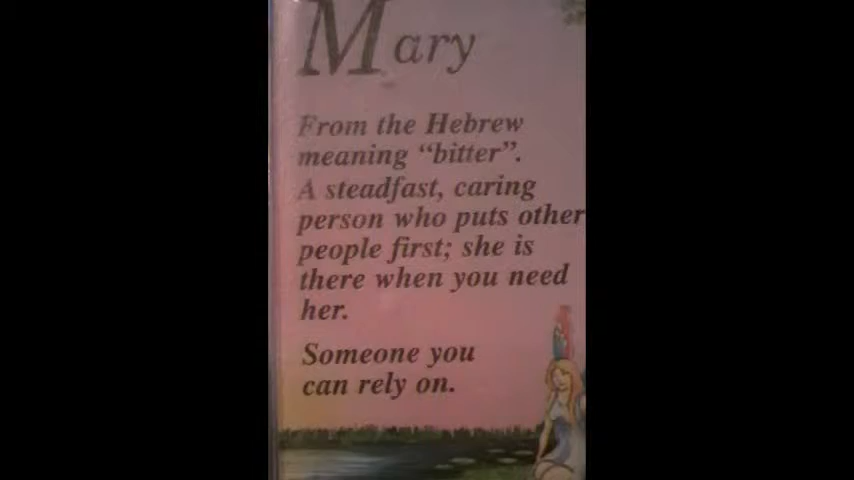 Mary
From the Hebrew
meaning “bitter”.
A steadfast, caring
person who puts other
people first; she is
there when you need
her.
Someone you
can rely on.